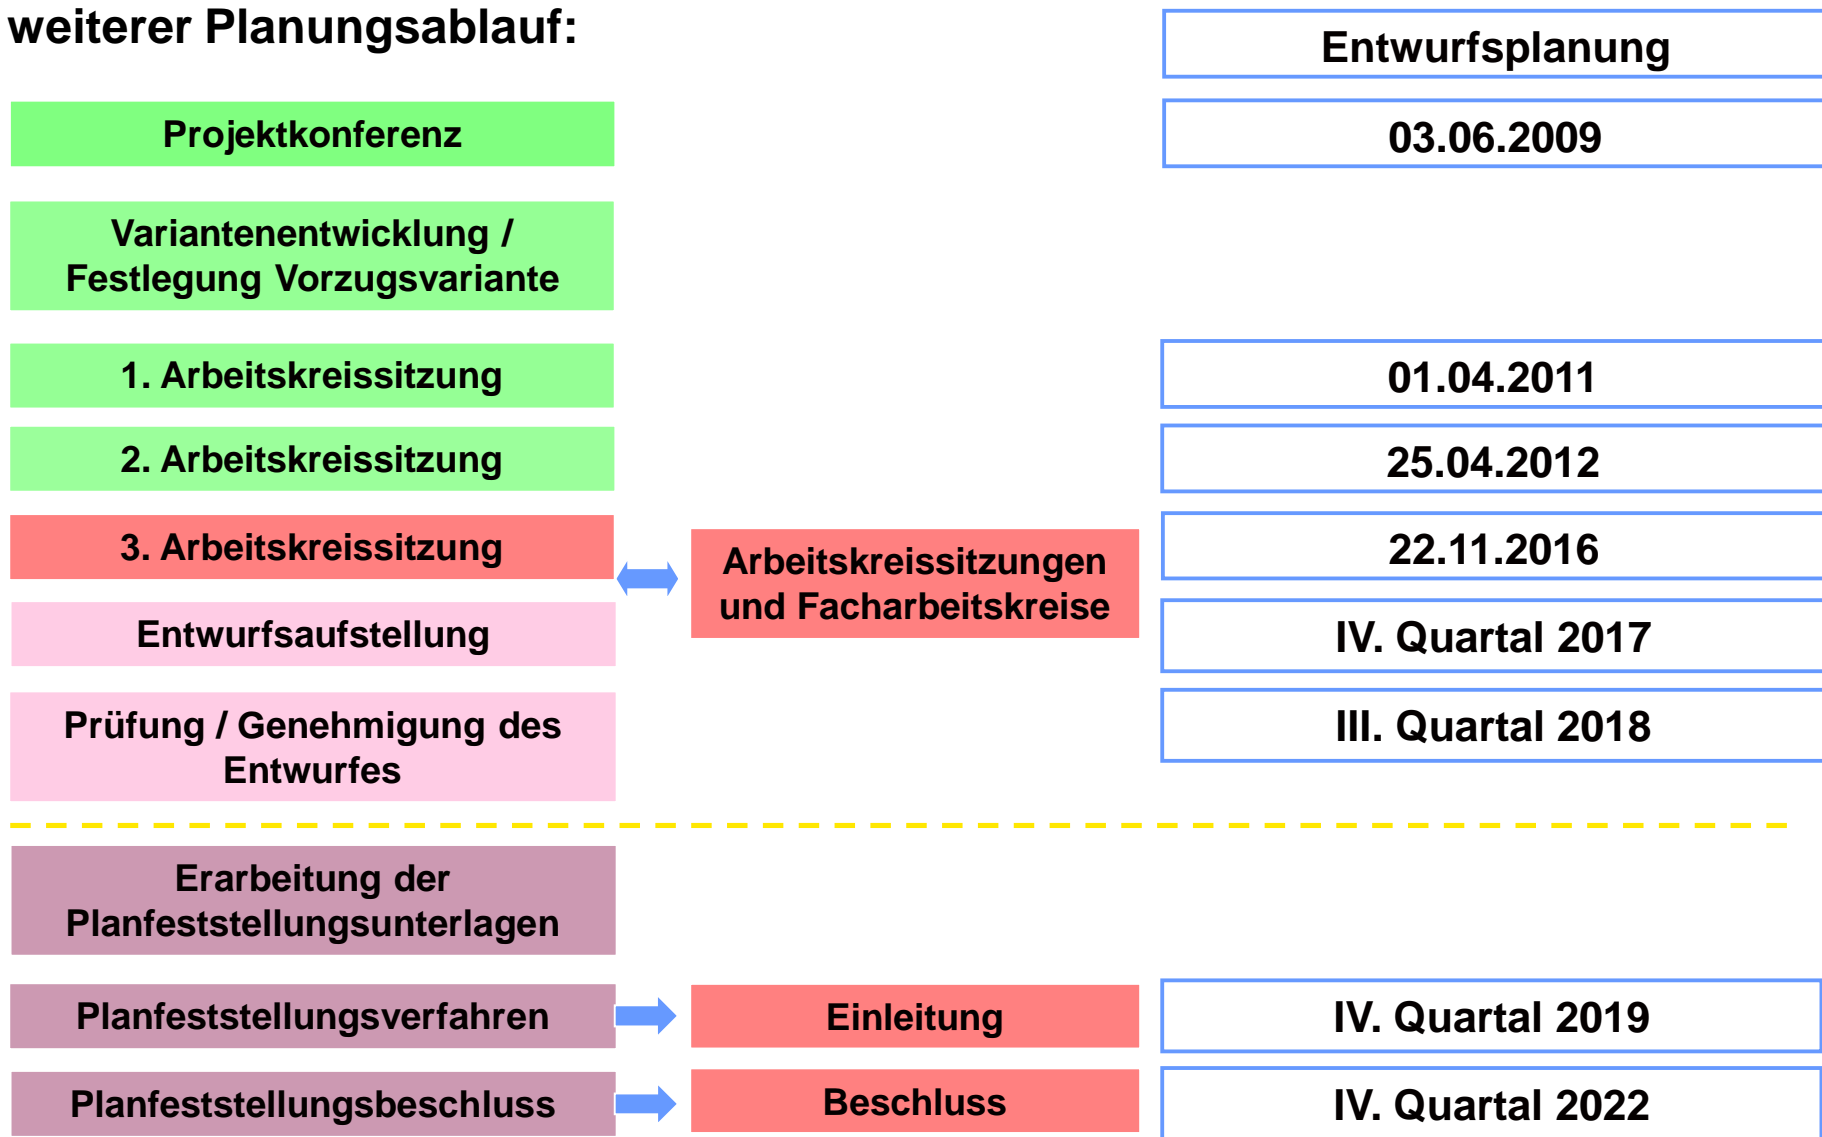 weiterer Planungsablauf:
Entwurfsplanung
Projektkonferenz
03.06.2009
Variantenentwicklung /
Festlegung Vorzugsvariante
1. Arbeitskreissitzung
01.04.2011
2. Arbeitskreissitzung
25.04.2012
3. Arbeitskreissitzung
Arbeitskreissitzungen
und Facharbeitskreise
22.11.2016
Entwurfsaufstellung
IV. Quartal 2017
Prüfung / Genehmigung des
Entwurfes
III. Quartal 2018
Erarbeitung der
Planfeststellungsunterlagen
Planfeststellungsverfahren
Einleitung
IV. Quartal 2019
Planfeststellungsbeschluss
Beschluss
IV. Quartal 2022